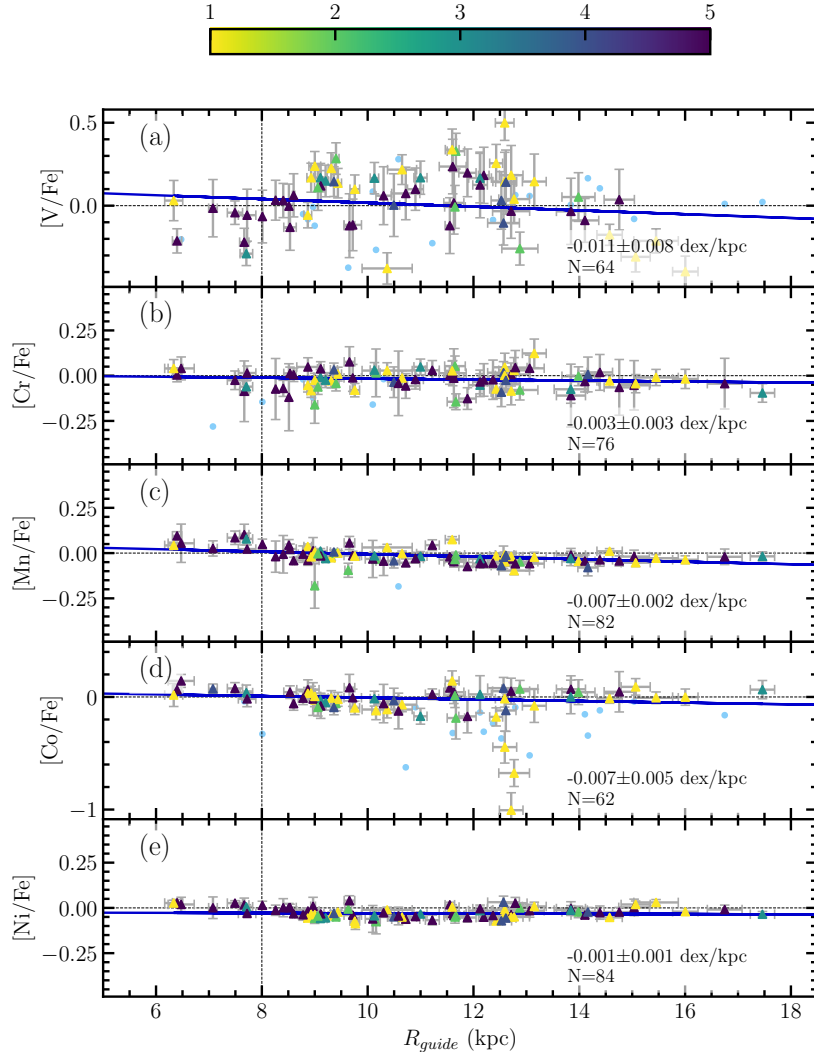 1 2 3 4 5
(a)
[V/Fe]
0.5
0.0
-0.011±0.008 dex/kpc
N=64
(b)
[Cr/Fe]
0.25
0.00
−0.25
-0.003±0.003 dex/kpc
N=76
(c)
[Mn/Fe]
0.25
0.00
−0.25
-0.007±0.002 dex/kpc
N=82
(d)
[Co/Fe]
0
−1
-0.007±0.005 dex/kpc
N=62
(e)
[Ni/Fe]
0.25
0.00
−0.25
-0.001±0.001 dex/kpc
N=84
6 8 10 12 14 16 18
R_guide (kpc)